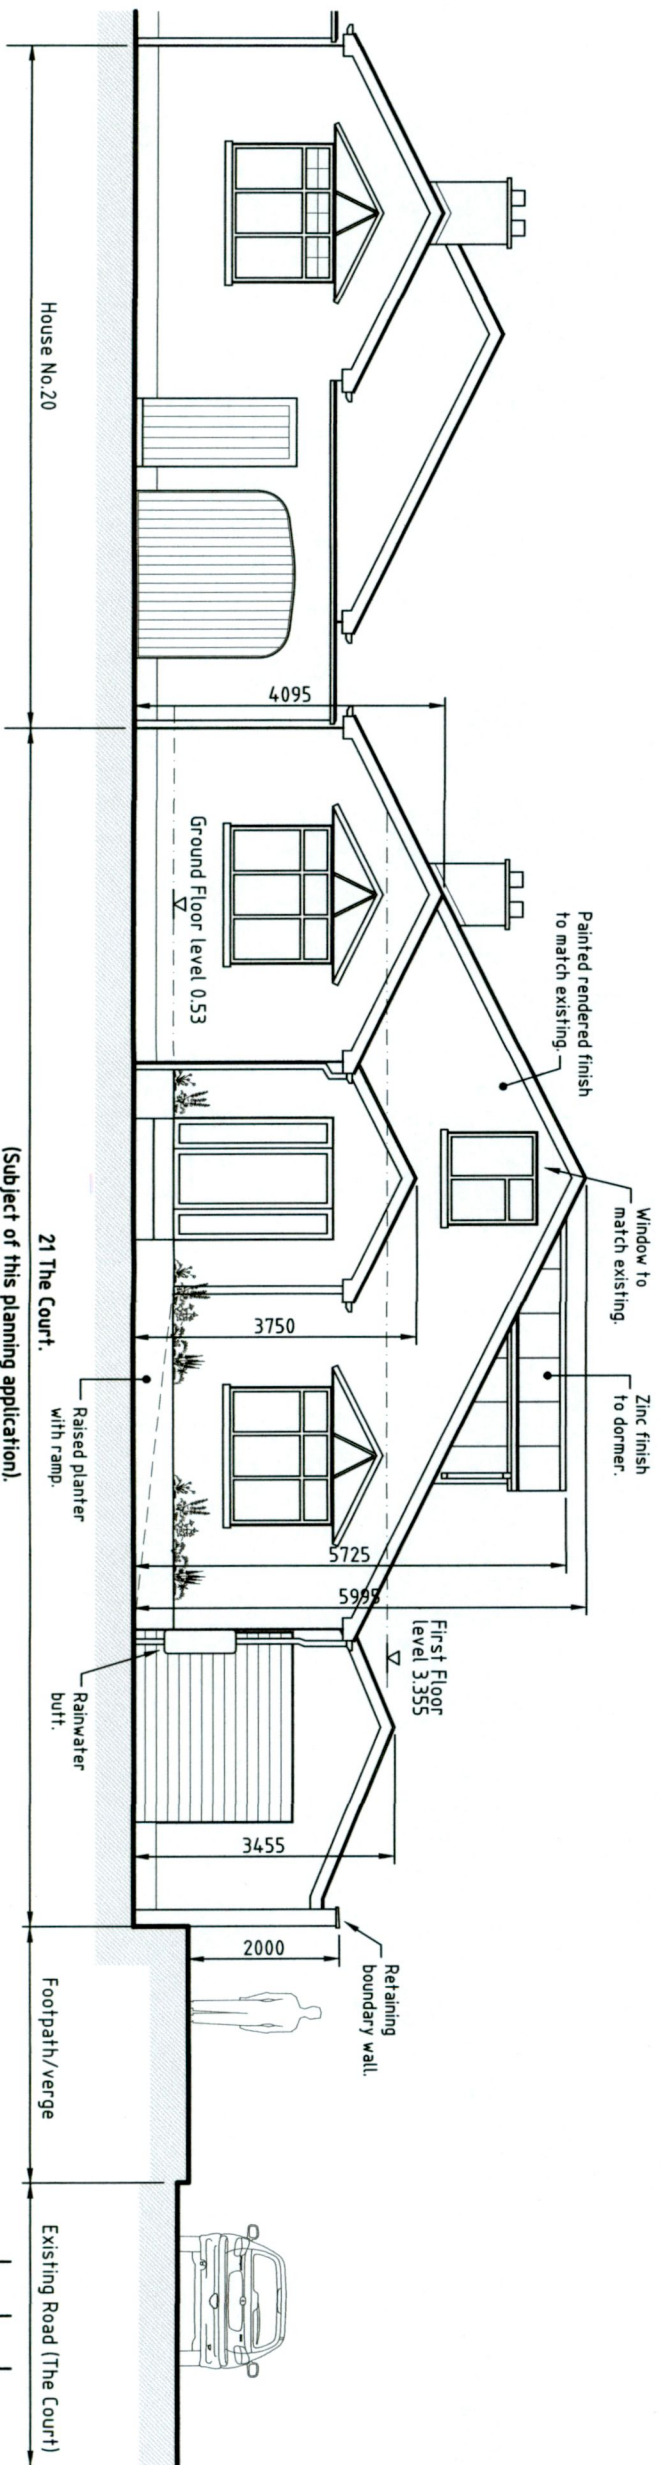 Painted rendered finish
to match existing.
Window to
match existing.
Zinc finish
to dormer.
4095
Ground Floor level 0.53
3750
5725
5995
First Floor
level 3.355
3455
2000
Retaining
boundary wall.
Raised planter
with ramp.
Rainwater
butt.
House No.20
21 The Court.
(Subject of this planning application).
Footpath/verge
Existing Road (The Court)